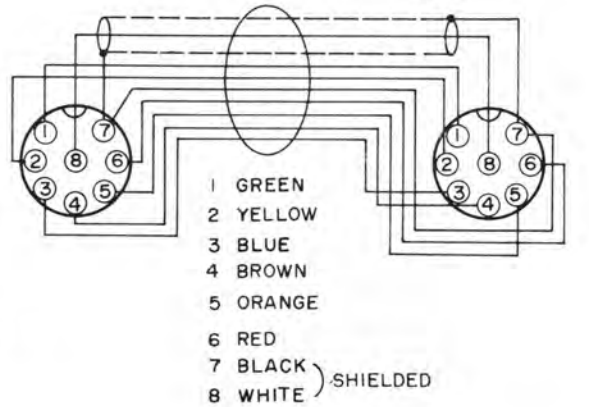 1 7
2 8 6
3 4 5
1 7
2 8 6
3 4 5
1 GREEN
2 YELLOW
3 BLUE
4 BROWN
5 ORANGE
6 RED
7 BLACK
8 WHITE
SHIELDED